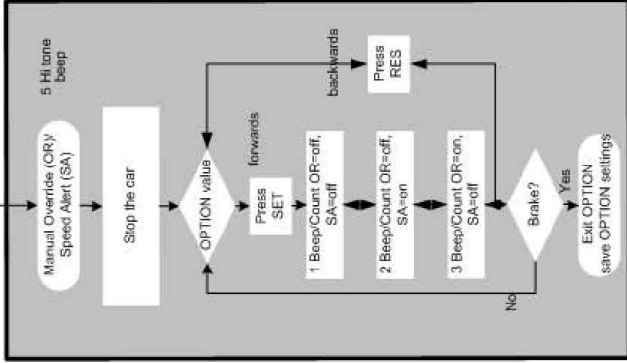 5 Hi tone
beep
Manual Override (OR)/
Speed Alert (SA)
Stop the car
OPTION value
backwards
Press
RES
forwards
Press
SET
1 Beep/Count OR=off,
SA=off
2 Beep/Count OR=off,
SA=on
3 Beep/Count OR=on,
SA=off
Brake?
No
Yes
Exit OPTION
save OPTION settings